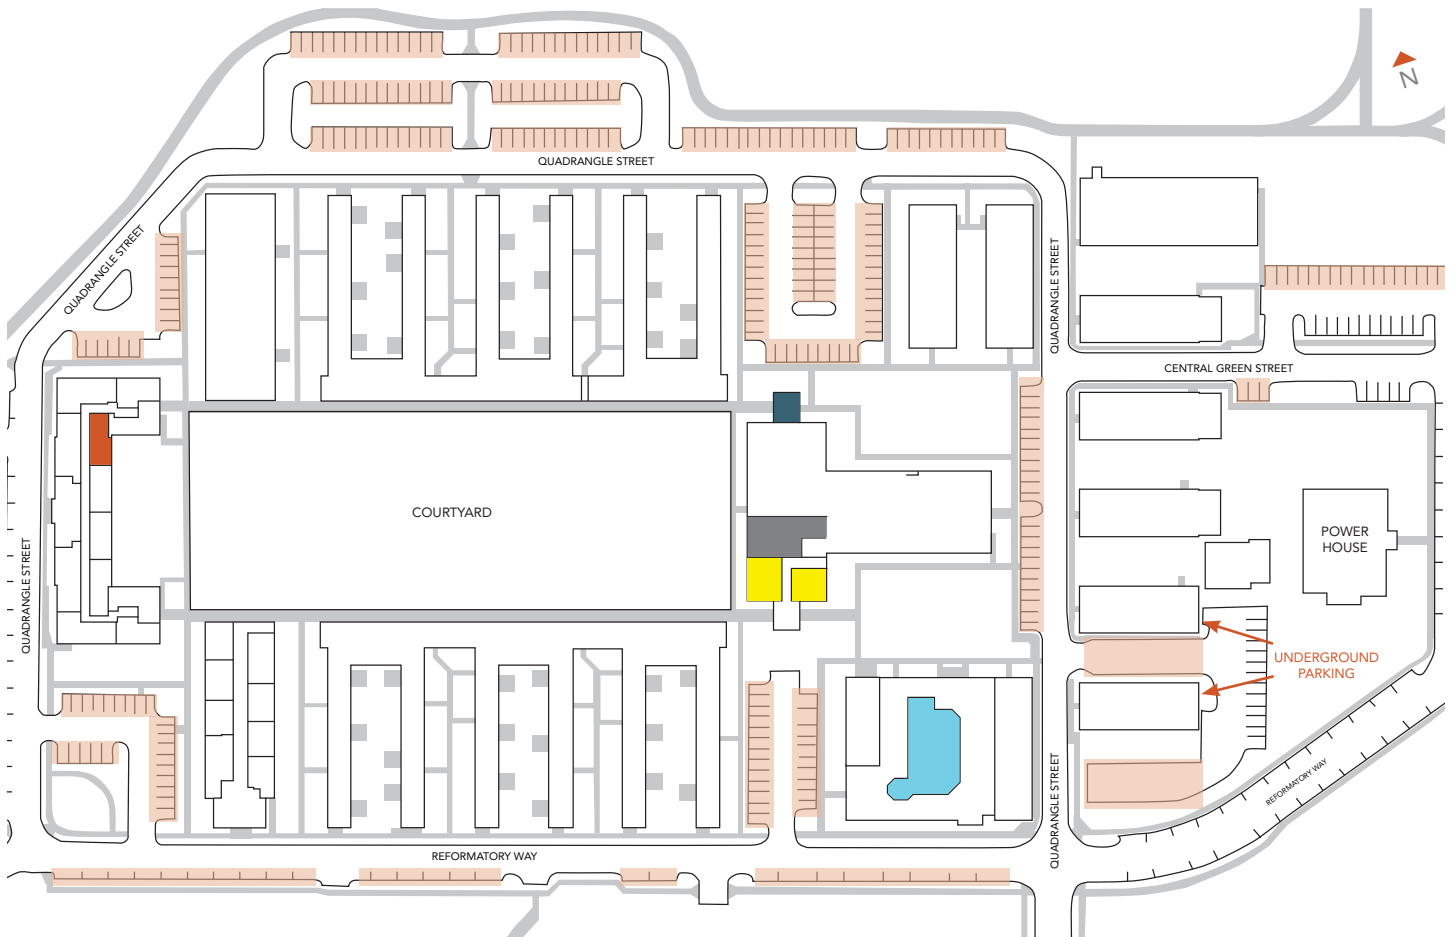 N
QUADRANGLE STREET
QUADRANGLE STREET
QUADRANGLE STREET
CENTRAL GREEN STREET
COURTYARD
POWER
HOUSE
QUADRANGLE STREET
UNDERGROUND
PARKING
REFORMATORY WAY
QUADRANGLE STREET
REFORMATORY WAY